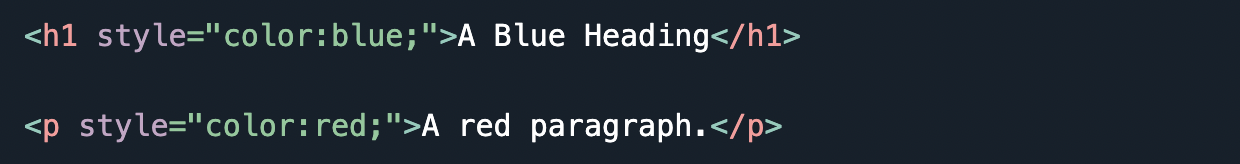 <h1 style="color:blue;">A Blue Heading</h1>
<p style="color:red;">A red paragraph.</p>